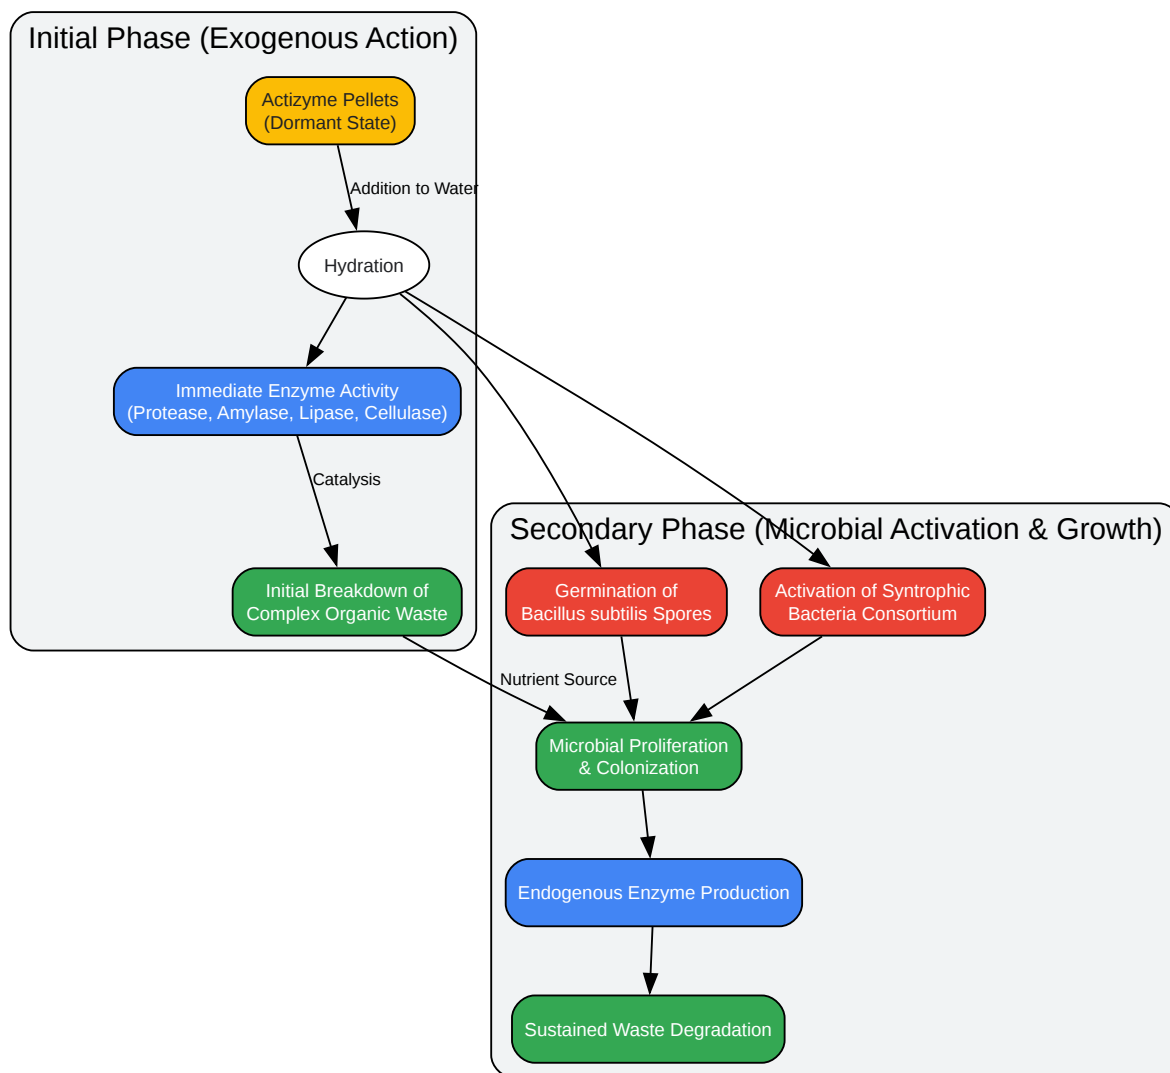 Initial Phase (Exogenous Action)
Actizyme Pellets
(Dormant State)
Addition to Water
Hydration
Immediate Enzyme Activity
(Protease, Amylase, Lipase, Cellulase)
Catalysis
Initial Breakdown of
Complex Organic Waste
Secondary Phase (Microbial Activation & Growth)
Germination of
Bacillus subtilis Spores
Activation of Syntrophic
Bacteria Consortium
Nutrient Source
Microbial Proliferation
& Colonization
Endogenous Enzyme Production
Sustained Waste Degradation